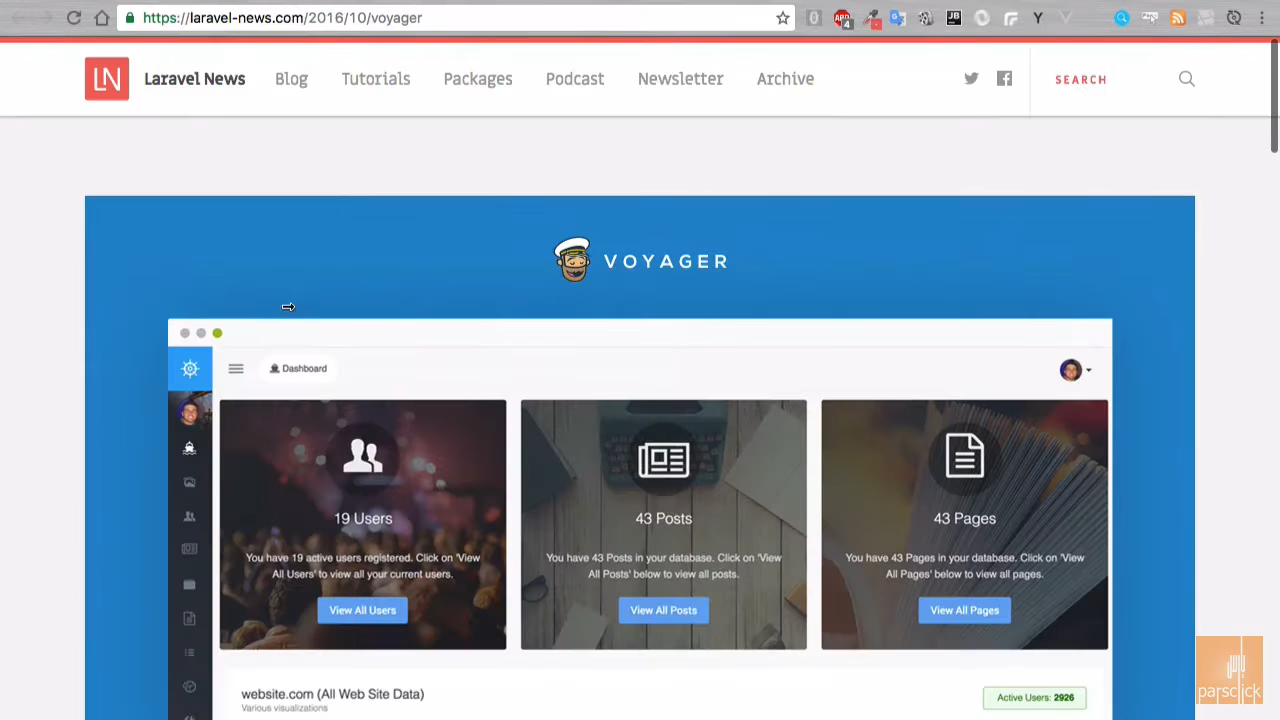 https://laravel-news.com/2016/10/voyager
ABP
4
JB
Y
LN
Laravel News
Blog
Tutorials
Packages
Podcast
Newsletter
Archive
SEARCH
VOYAGER
Dashboard
19 Users
You have 19 active users registered. Click on 'View
All Users' to view all your current users.
View All Users
43 Posts
You have 43 Posts in your database. Click on 'View
All Posts' below to view all posts.
View All Posts
43 Pages
You have 43 Pages in your database. Click on 'View
All Pages' below to view all pages.
View All Pages
website.com (All Web Site Data)
Various visualizations
Active Users: 2926
parsclick